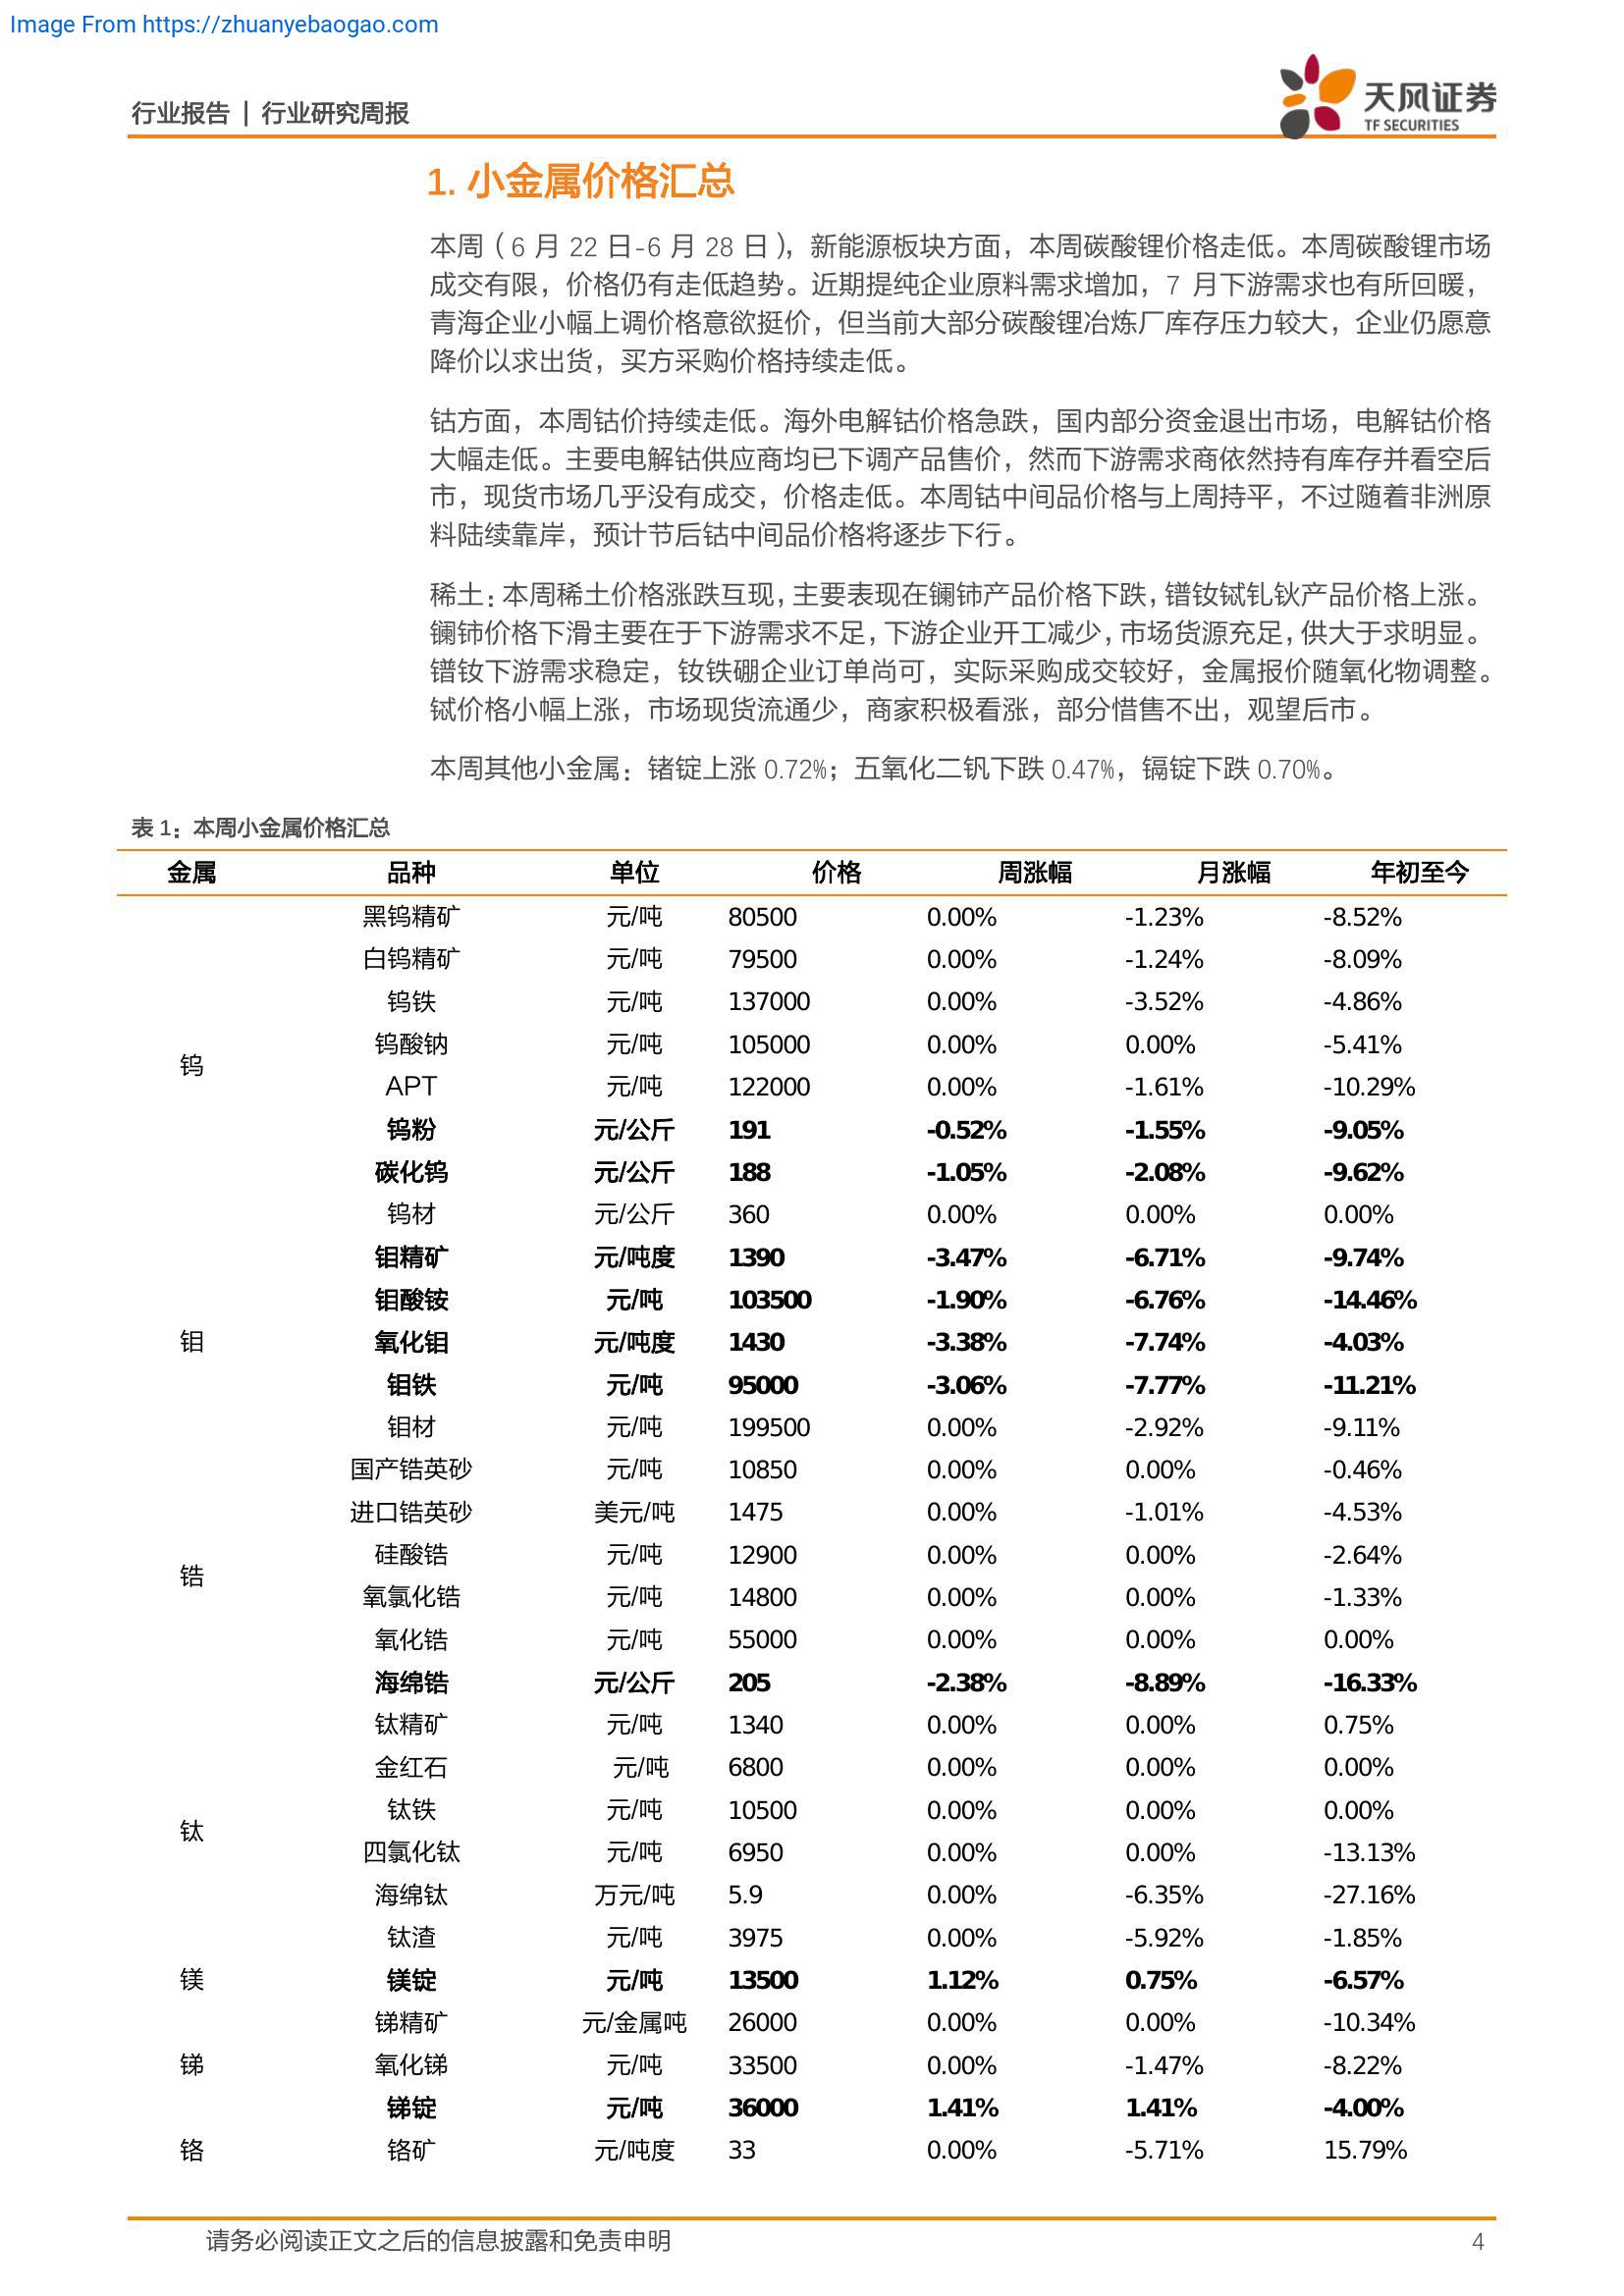 Image From https://zhuanyebaogao.com
行业报告 | 行业研究周报
天风证券
TF SECURITIES
1. 小金属价格汇总
本周（6 月 22 日-6 月 28 日），新能源板块方面，本周碳酸锂价格走低。本周碳酸锂市场
成交有限，价格仍有走低趋势。近期提纯企业原料需求增加，7 月下游需求也有所回暖，
青海企业小幅上调价格意欲挺价，但当前大部分碳酸锂冶炼厂库存压力较大，企业仍愿意
降价以求出货，买方采购价格持续走低。
钴方面，本周钴价持续走低。海外电解钴价格急跌，国内部分资金退出市场，电解钴价格
大幅走低。主要电解钴供应商均已下调产品售价，然而下游需求商依然持有库存并看空后
市，现货市场几乎没有成交，价格走低。本周钴中间品价格与上周持平，不过随着非洲原
料陆续靠岸，预计节后钴中间品价格将逐步下行。
稀土：本周稀土价格涨跌互现，主要表现在镧铈产品价格下跌，镨钕铽钆钬产品价格上涨。
镧铈价格下滑主要在于下游需求不足，下游企业开工减少，市场货源充足，供大于求明显。
镨钕下游需求稳定，钕铁硼企业订单尚可，实际采购成交较好，金属报价随氧化物调整。
铽价格小幅上涨，市场现货流通少，商家积极看涨，部分惜售不出，观望后市。
本周其他小金属：锗锭上涨 0.72%；五氧化二钒下跌 0.47%，镉锭下跌 0.70%。
表 1：本周小金属价格汇总
金属 品种 单位 价格 周涨幅 月涨幅 年初至今
黑钨精矿 元/吨 80500 0.00% -1.23% -8.52%
白钨精矿 元/吨 79500 0.00% -1.24% -8.09%
钨铁 元/吨 137000 0.00% -3.52% -4.86%
钨酸钠 元/吨 105000 0.00% 0.00% -5.41%
钨
APT 元/吨 122000 0.00% -1.61% -10.29%
钨粉 元/公斤 191 -0.52% -1.55% -9.05%
碳化钨 元/公斤 188 -1.05% -2.08% -9.62%
钨材 元/公斤 360 0.00% 0.00% 0.00%
钼精矿 元/吨度 1390 -3.47% -6.71% -9.74%
钼酸铵 元/吨 103500 -1.90% -6.76% -14.46%
钼 氧化钼 元/吨度 1430 -3.38% -7.74% -4.03%
钼铁 元/吨 95000 -3.06% -7.77% -11.21%
钼材 元/吨 199500 0.00% -2.92% -9.11%
国产锆英砂 元/吨 10850 0.00% 0.00% -0.46%
进口锆英砂 美元/吨 1475 0.00% -1.01% -4.53%
硅酸锆 元/吨 12900 0.00% 0.00% -2.64%
锆
氧氯化锆 元/吨 14800 0.00% 0.00% -1.33%
氧化锆 元/吨 55000 0.00% 0.00% 0.00%
海绵锆 元/公斤 205 -2.38% -8.89% -16.33%
钛精矿 元/吨 1340 0.00% 0.00% 0.75%
金红石 元/吨 6800 0.00% 0.00% 0.00%
钛铁 元/吨 10500 0.00% 0.00% 0.00%
钛
四氯化钛 元/吨 6950 0.00% 0.00% -13.13%
海绵钛 万元/吨 5.9 0.00% -6.35% -27.16%
钛渣 元/吨 3975 0.00% -5.92% -1.85%
镁 镁锭 元/吨 13500 1.12% 0.75% -6.57%
锑精矿 元/金属吨 26000 0.00% 0.00% -10.34%
锑 氧化锑 元/吨 33500 0.00% -1.47% -8.22%
锑锭 元/吨 36000 1.41% 1.41% -4.00%
铬 铬矿 元/吨度 33 0.00% -5.71% 15.79%
请务必阅读正文之后的信息披露和免责申明 4